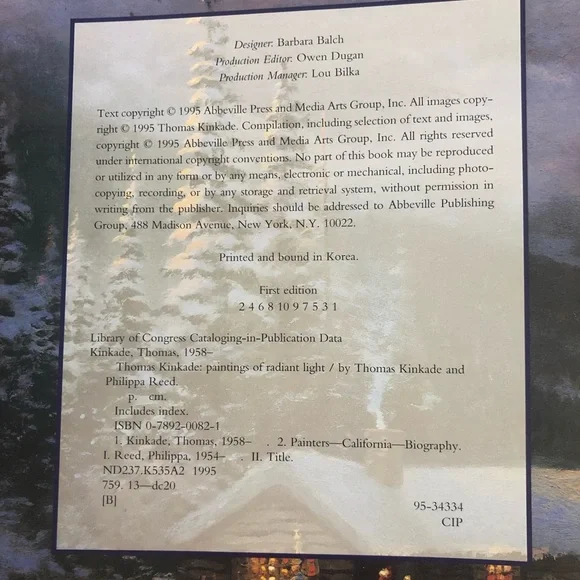 Designer: Barbara Balch
Production Editor: Owen Dugan
Production Manager: Lou Bilka
Text copyright © 1995 Abbeville Press and Media Arts Group, Inc. All images copy-
right © 1995 Thomas Kinkade. Compilation, including selection of text and images,
copyright © 1995 Abbeville Press and Media Arts Group, Inc. All rights reserved
under international copyright conventions. No part of this book may be reproduced
or utilized in any form or by any means, electronic or mechanical, including photo-
copying, recording, or by any storage and retrieval system, without permission in
writing from the publisher. Inquiries should be addressed to Abbeville Publishing
Group, 488 Madison Avenue, New York, N.Y. 10022.
Printed and bound in Korea.
First edition
2 4 6 8 10 9 7 5 3 1
Library of Congress Cataloging-in-Publication Data
Kinkade, Thomas, 1958–
Thomas Kinkade: paintings of radiant light / by Thomas Kinkade and
Philippa Reed.
p. cm.
Includes index.
ISBN 0-7892-0082-1
1. Kinkade, Thomas, 1958– . 2. Painters—California—Biography.
I. Reed, Philippa, 1954– . II. Title.
ND237.K535A2 1995
759. 13—dc20
[B]
95-34334
CIP